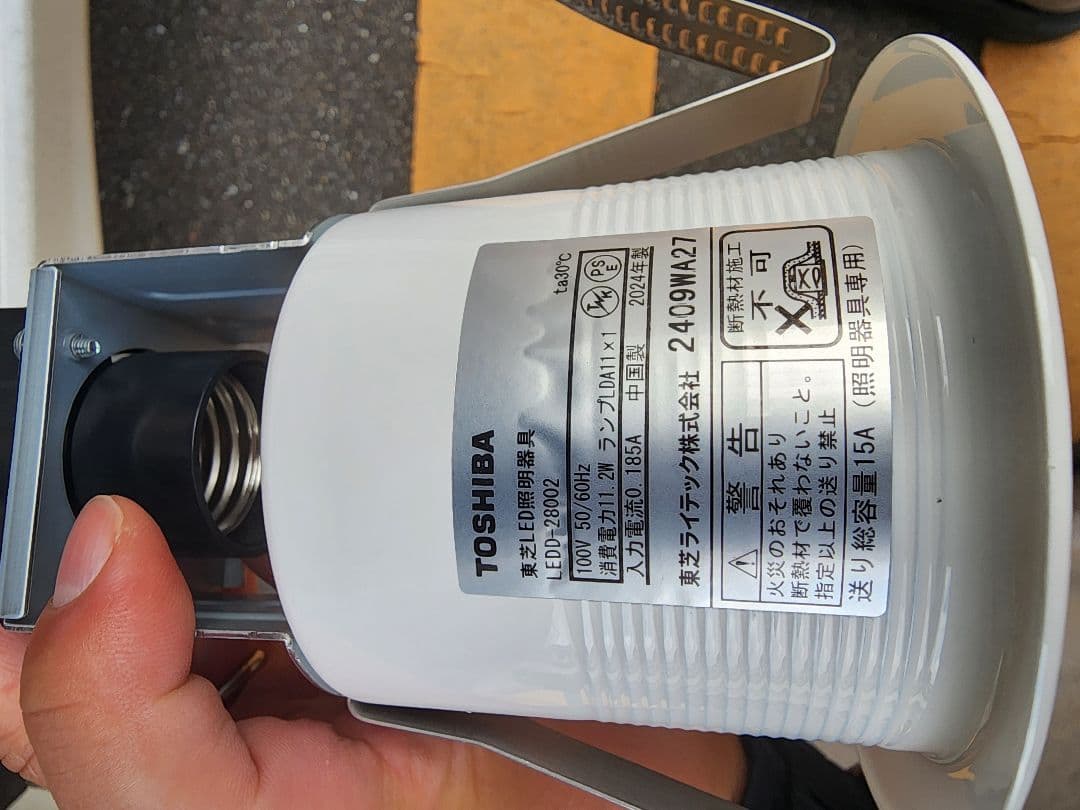 TOSHIBA
東芝LED照明器具
LEDD-28002 ta30℃
100V 50/60Hz ランプLDA11×1
消費電力11.2W
入力電流0.185A 中国製 2024年製
PS
E
東芝ライテック株式会社 2409WA27
警告
火災のおそれあり
断熱材で覆わないこと。
指定以上の送り禁止
断熱材施工
不可
送り総容量15A (照明器具専用)